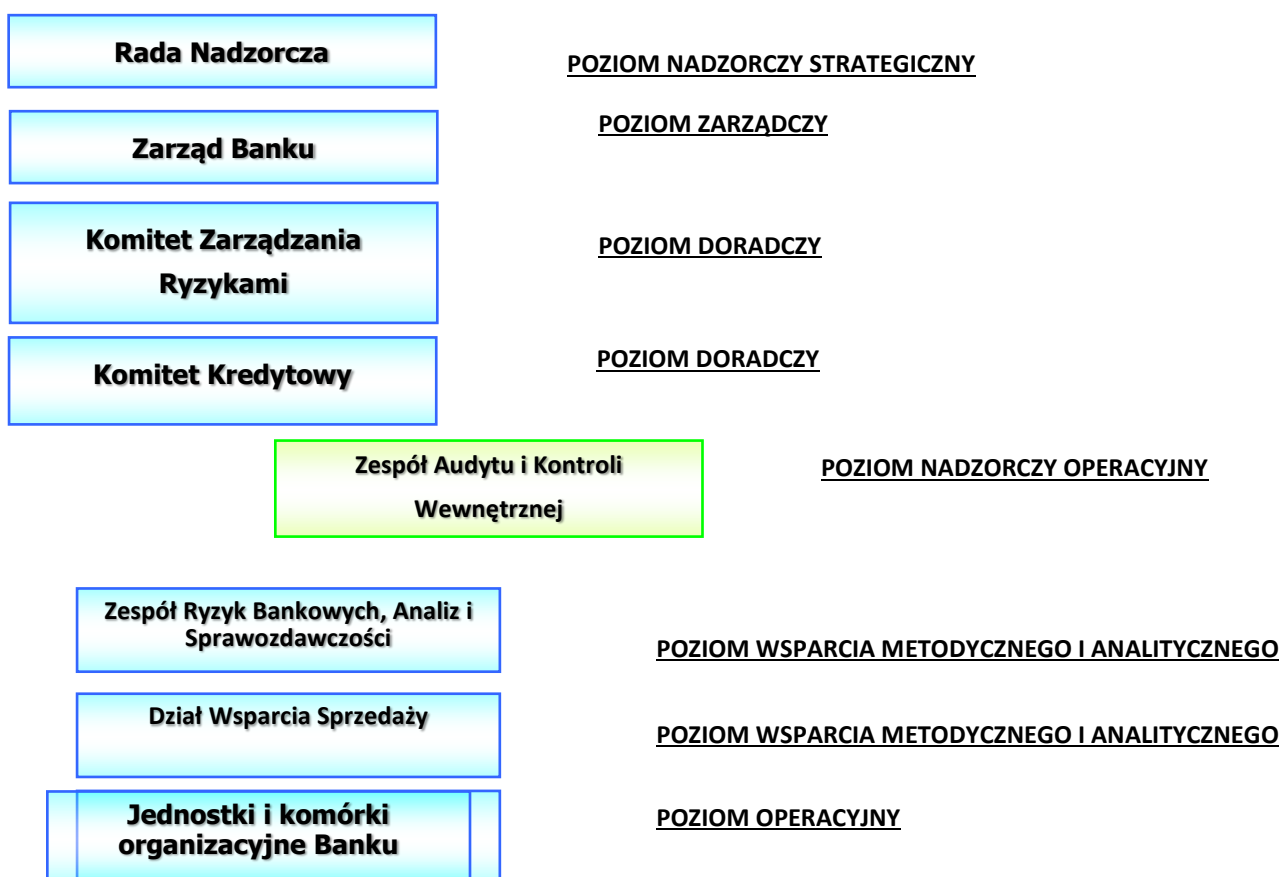 Rada Nadzorcza
POZIOM NADZORCZY STRATEGICZNY
Zarząd Banku
POZIOM ZARZĄDCZY
Komitet Zarządzania
Ryzykami
POZIOM DORADCZY
Komitet Kredytowy
POZIOM DORADCZY
Zespół Audytu i Kontroli
Wewnętrznej
POZIOM NADZORCZY OPERACYJNY
Zespół Ryzyk Bankowych, Analiz i
Sprawozdawczości
POZIOM WSPARCIA METODYCZNEGO I ANALITYCZNEGO
Dział Wsparcia Sprzedaży
POZIOM WSPARCIA METODYCZNEGO I ANALITYCZNEGO
Jednostki i komórki
organizacyjne Banku
POZIOM OPERACYJNY